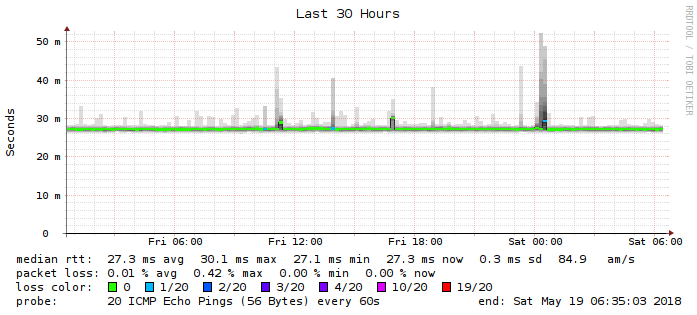 Last 30 Hours
RRDTOOL / TOBI OETIKER
Seconds
50 m
40 m
30 m
20 m
10 m
0
Fri 06:00 Fri 12:00 Fri 18:00 Sat 00:00 Sat 06:00
median rtt: 27.3 ms avg 30.1 ms max 27.1 ms min 27.3 ms now 0.3 ms sd 84.9 am/s
packet loss: 0.01 % avg 0.42 % max 0.00 % min 0.00 % now
loss color: 0 1/20 2/20 3/20 4/20 10/20 19/20
probe: 20 ICMP Echo Pings (56 Bytes) every 60s end: Sat May 19 06:35:03 2018